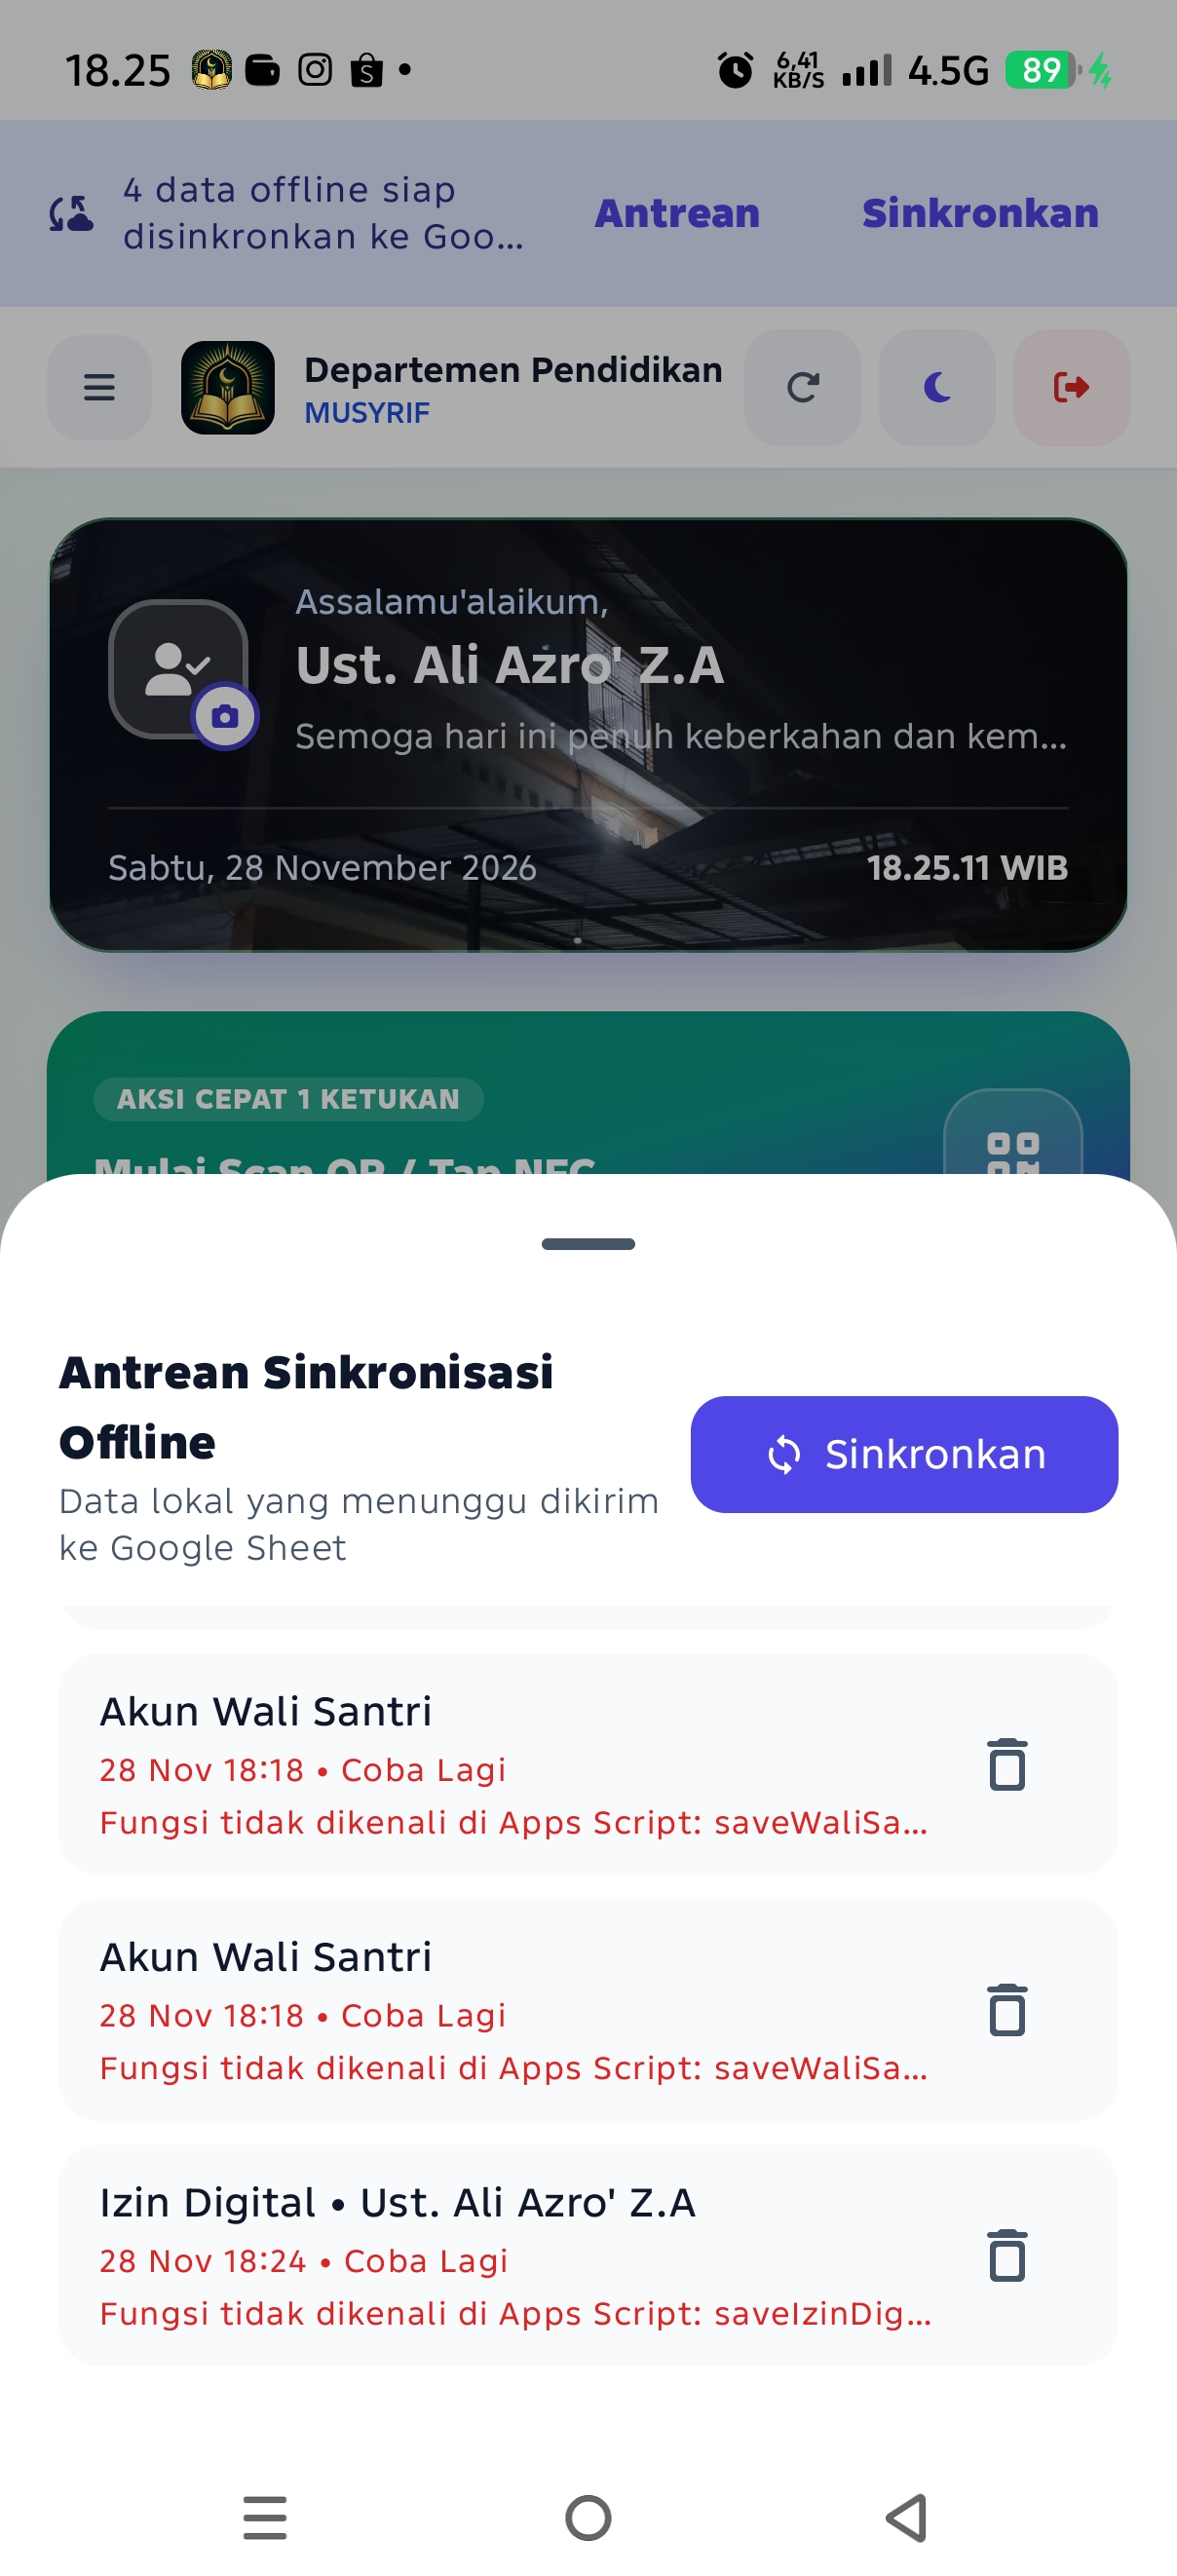 18.25
6,41
KB/S
4.5G
89
4 data offline siap
disinkronkan ke Goo...
Antrean
Sinkronkan
Departemen Pendidikan
MUSYRIF
Assalamu'alaikum,
Ust. Ali Azro' Z.A
Semoga hari ini penuh keberkahan dan kem...
Sabtu, 28 November 2026
18.25.11 WIB
AKSI CEPAT 1 KETUKAN
Mulai Scan QR / Tap NFC
Antrean Sinkronisasi
Offline
Data lokal yang menunggu dikirim
ke Google Sheet
Sinkronkan
Akun Wali Santri
28 Nov 18:18 • Coba Lagi
Fungsi tidak dikenali di Apps Script: saveWaliSa...
Akun Wali Santri
28 Nov 18:18 • Coba Lagi
Fungsi tidak dikenali di Apps Script: saveWaliSa...
Izin Digital • Ust. Ali Azro' Z.A
28 Nov 18:24 • Coba Lagi
Fungsi tidak dikenali di Apps Script: saveIzinDig...